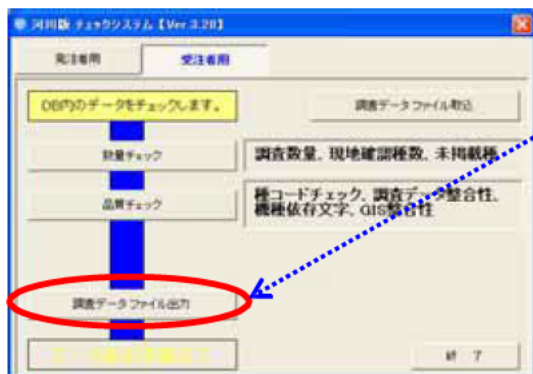 河川版 チェックシステム【Ver 3.20】
発注者用
受注者用
DB内のデータをチェックします。
調査データファイル取込
数量チェック
調査数量、現地確認種数、未掲載種
品質チェック
種コードチェック、調査データ整合性、
機種依存文字、GIS整合性
調査データファイル出力
終 了